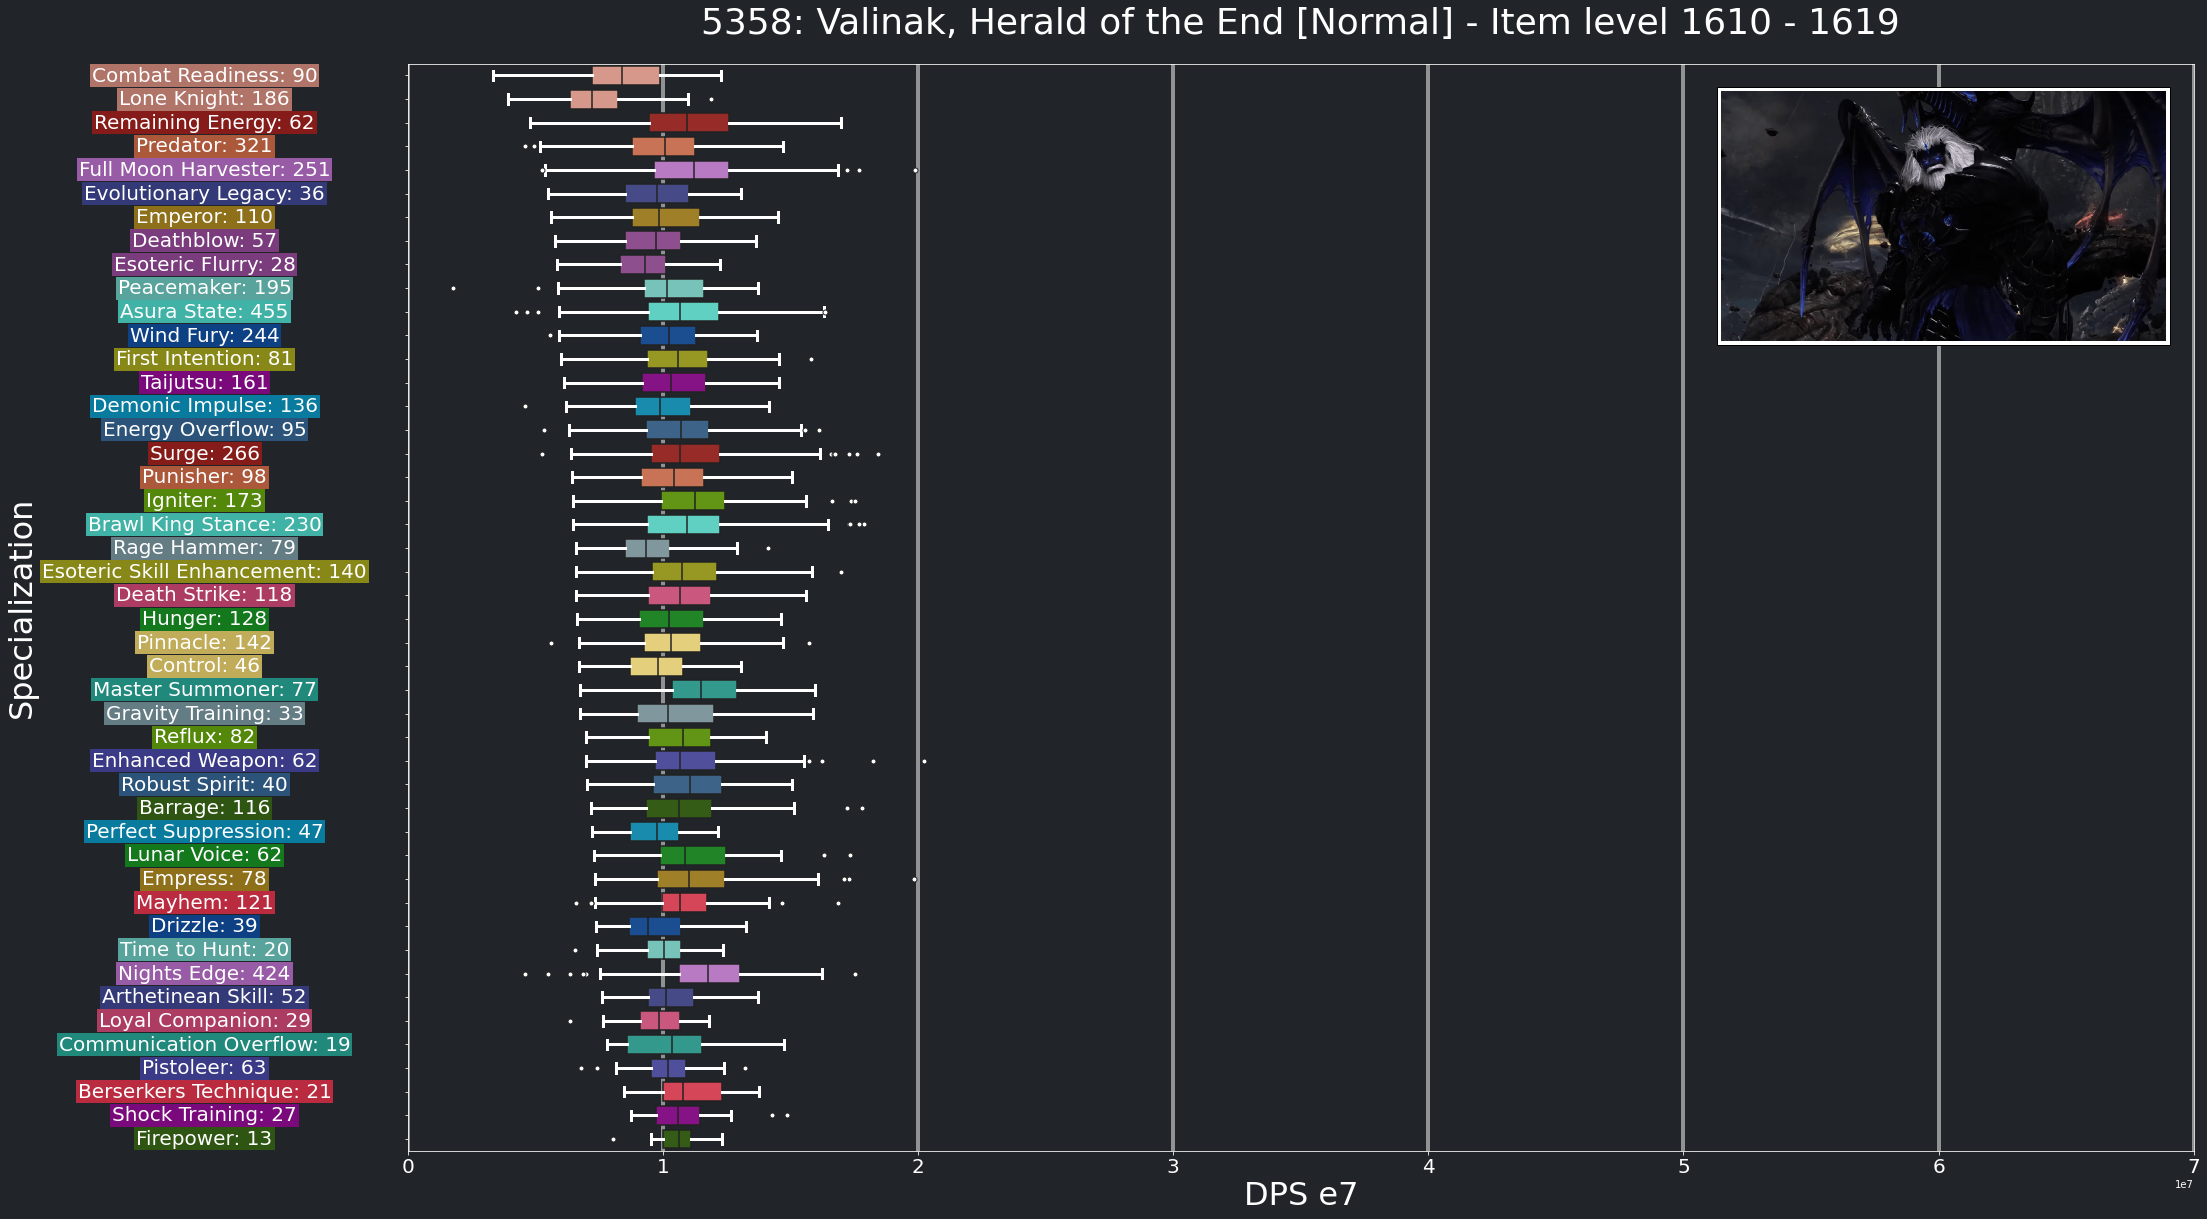 5358: Valinak, Herald of the End [Normal] - Item level 1610 - 1619
Specialization
Combat Readiness: 90
Lone Knight: 186
Remaining Energy: 62
Predator: 321
Full Moon Harvester: 251
Evolutionary Legacy: 36
Emperor: 110
Deathblow: 57
Esoteric Flurry: 28
Peacemaker: 195
Asura State: 455
Wind Fury: 244
First Intention: 81
Taijutsu: 161
Demonic Impulse: 136
Energy Overflow: 95
Surge: 266
Punisher: 98
Igniter: 173
Brawl King Stance: 230
Rage Hammer: 79
Esoteric Skill Enhancement: 140
Death Strike: 118
Hunger: 128
Pinnacle: 142
Control: 46
Master Summoner: 77
Gravity Training: 33
Reflux: 82
Enhanced Weapon: 62
Robust Spirit: 40
Barrage: 116
Perfect Suppression: 47
Lunar Voice: 62
Empress: 78
Mayhem: 121
Drizzle: 39
Time to Hunt: 20
Nights Edge: 424
Arthetinean Skill: 52
Loyal Companion: 29
Communication Overflow: 19
Pistoleer: 63
Berserkers Technique: 21
Shock Training: 27
Firepower: 13
0 1 2 3 4 5 6 7
1e7
DPS e7